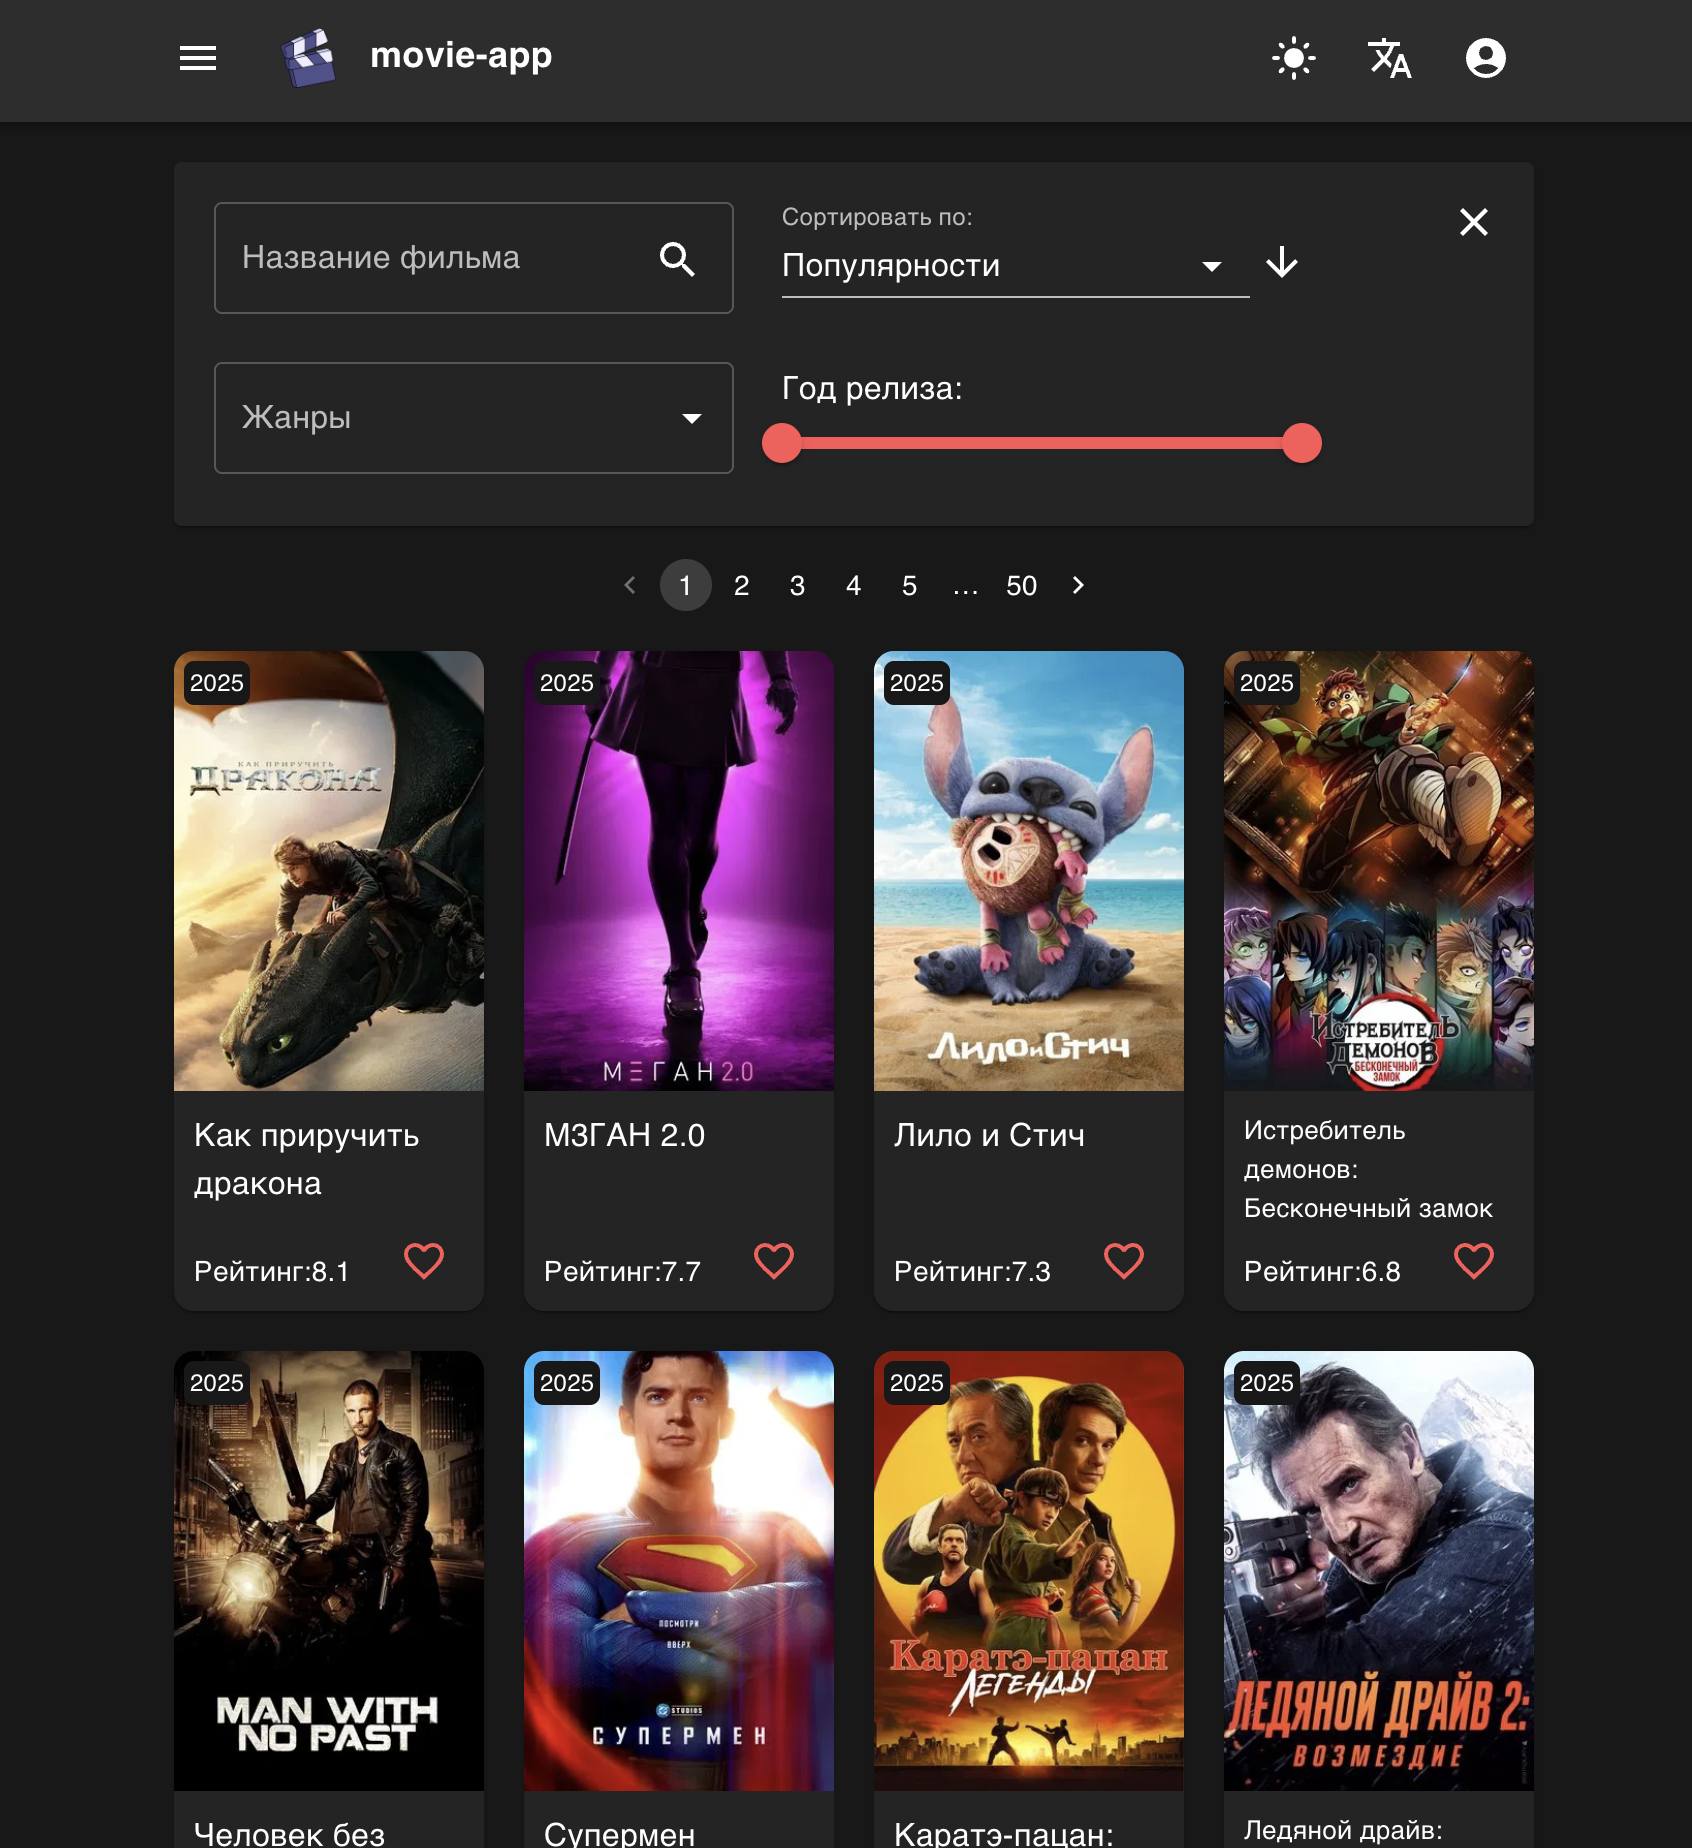 movie-app
Название фильма
Сортировать по:
Популярности
Жанры
Год релиза:
1 2 3 4 5 ... 50
2025
КАК ПРИРУЧИТЬ
ДРАКОНА
Как приручить
дракона
Рейтинг:8.1
2025
МΞГАН 2.0
МЗГАН 2.0
Рейтинг:7.7
2025
Лило и Стич
Лило и Стич
Рейтинг:7.3
2025
Истребитель
Демонов
БЕСКОНЕЧНЫЙ
ЗАМОК
Истребитель
демонов:
Бесконечный замок
Рейтинг:6.8
2025
MAN WITH
NO PAST
Человек без
2025
ПОСМОТРИ
ВВЕРХ
DC STUDIOS
СУПЕРМЕН
Супермен
2025
Каратэ-пацан
ЛЕГЕНДЫ
Каратэ-пацан:
2025
ЛЕДЯНОЙ ДРАЙВ 2:
ВОЗМЕЗДИЕ
Ледяной драйв: